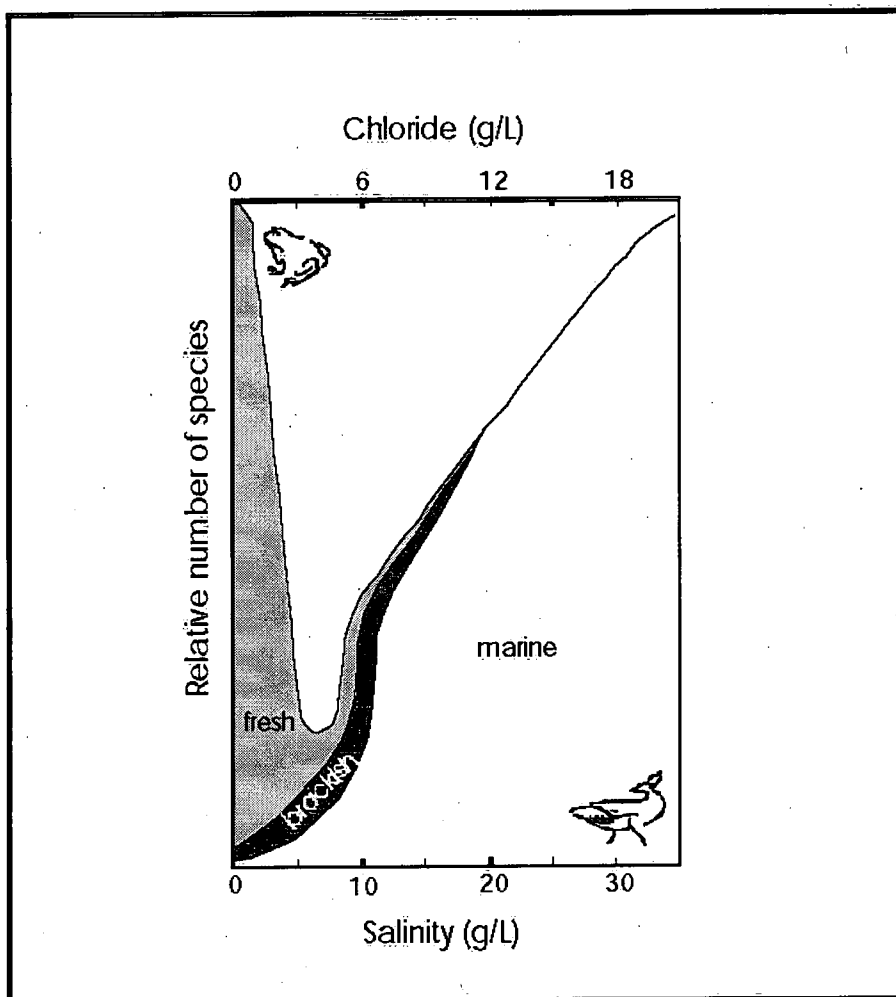 Chloride (g/L)
0 6 12 18
Relative number of species
marine
fresh
brackish
0 10 20 30
Salinity (g/L)